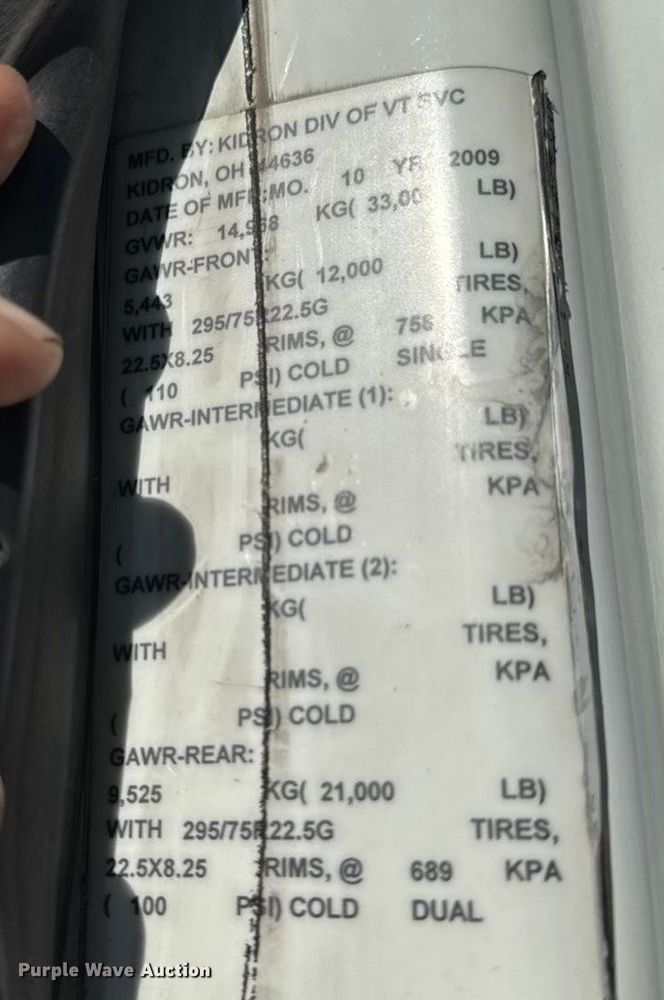 MFD. BY: KIDRON DIV OF VT SVC
KIDRON, OH 44636
DATE OF MFR:MO. 10 YR 2009
GVWR: 14,968 KG( 33,00 LB)
GAWR-FRONT:
5,443 KG( 12,000 LB)
WITH 295/75R22.5G TIRES,
22.5X8.25 RIMS, @ 758 KPA
( 110 PSI) COLD SINGLE
GAWR-INTERMEDIATE (1):
KG( LB)
WITH TIRES,
RIMS, @ KPA
( PSI) COLD
GAWR-INTERMEDIATE (2):
KG( LB)
WITH TIRES,
RIMS, @ KPA
( PSI) COLD
GAWR-REAR:
9,525 KG( 21,000 LB)
WITH 295/75R22.5G TIRES,
22.5X8.25 RIMS, @ 689 KPA
( 100 PSI) COLD DUAL
Purple Wave Auction